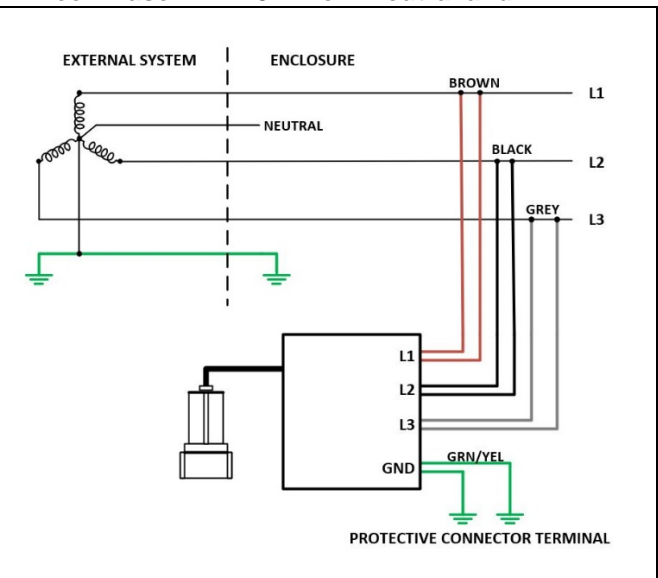 EXTERNAL SYSTEM
ENCLOSURE
BROWN
L1
NEUTRAL
BLACK
L2
GREY
L3
L1
L2
L3
GRN/YEL
GND
PROTECTIVE CONNECTOR TERMINAL